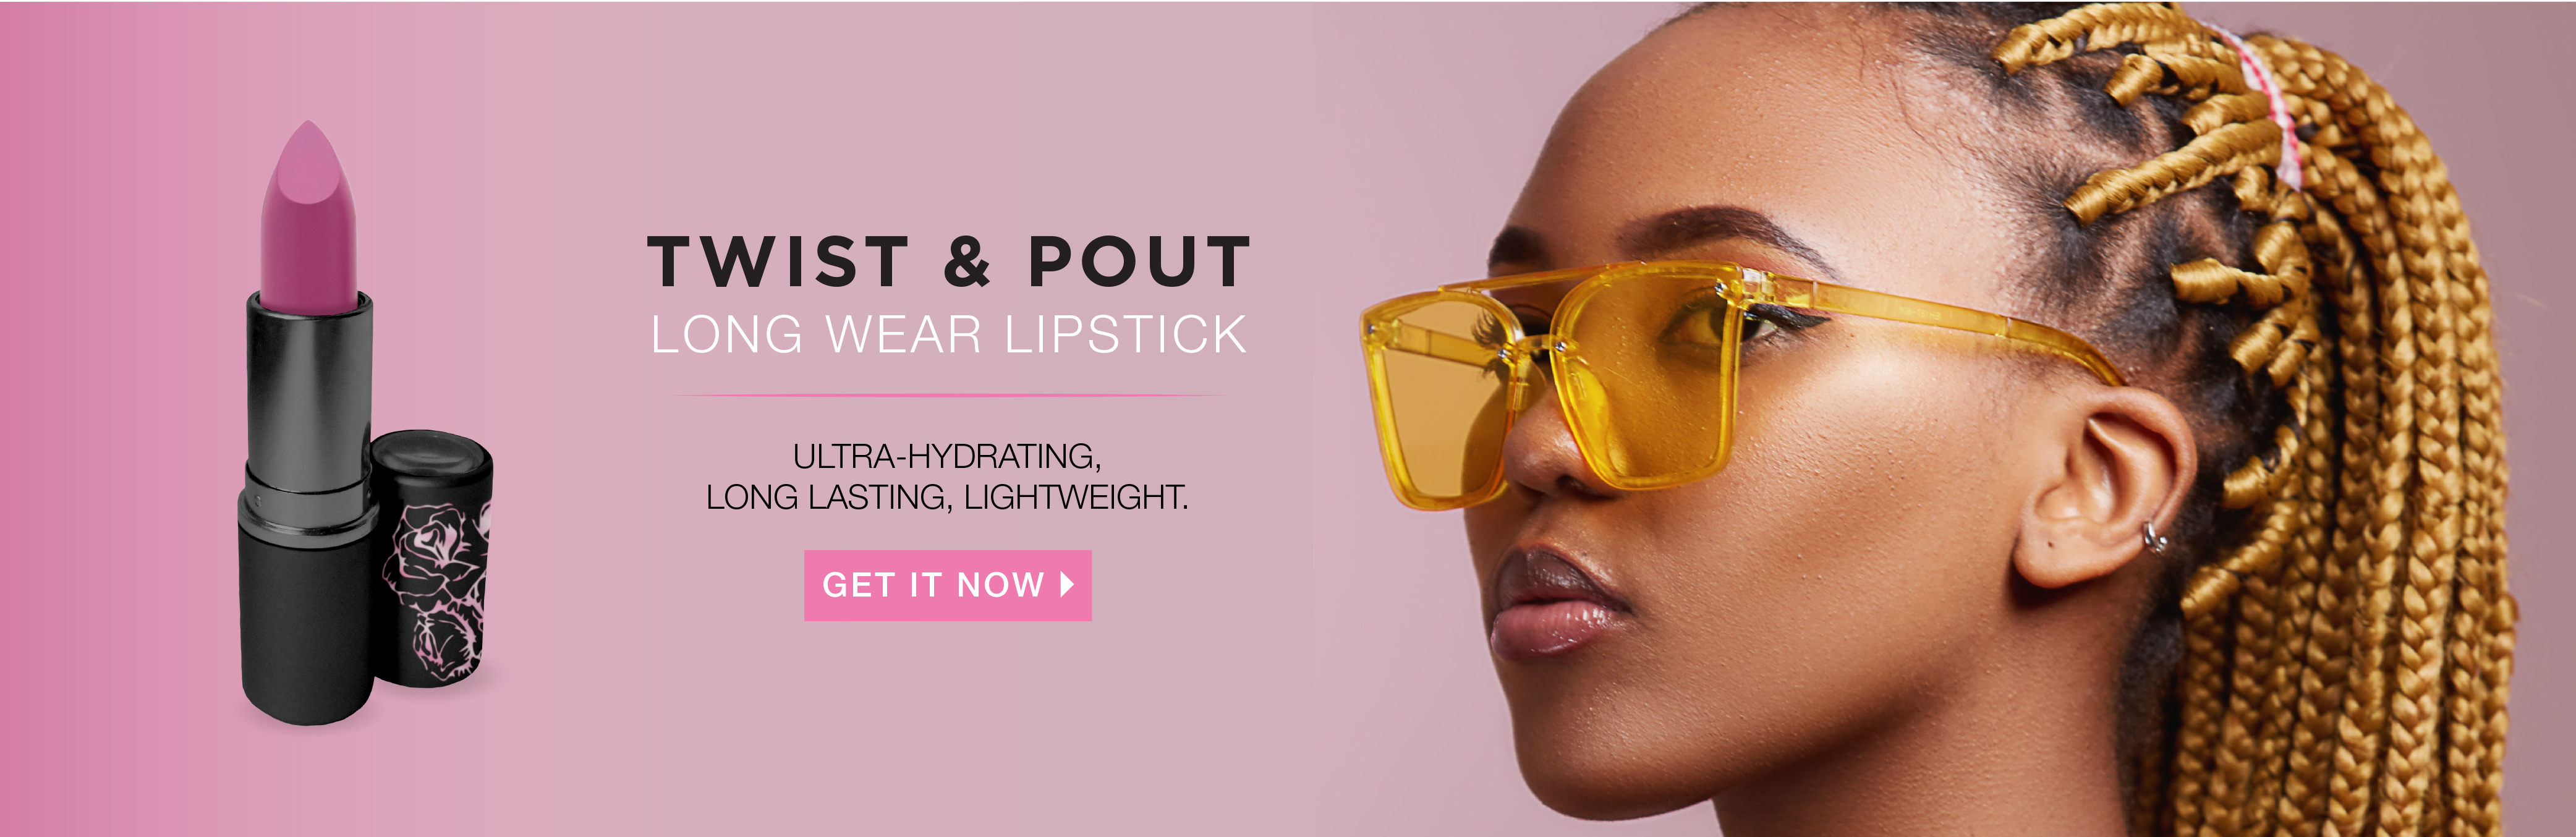 TWIST & POUT
LONG WEAR LIPSTICK
ULTRA-HYDRATING,
LONG LASTING, LIGHTWEIGHT.
GET IT NOW